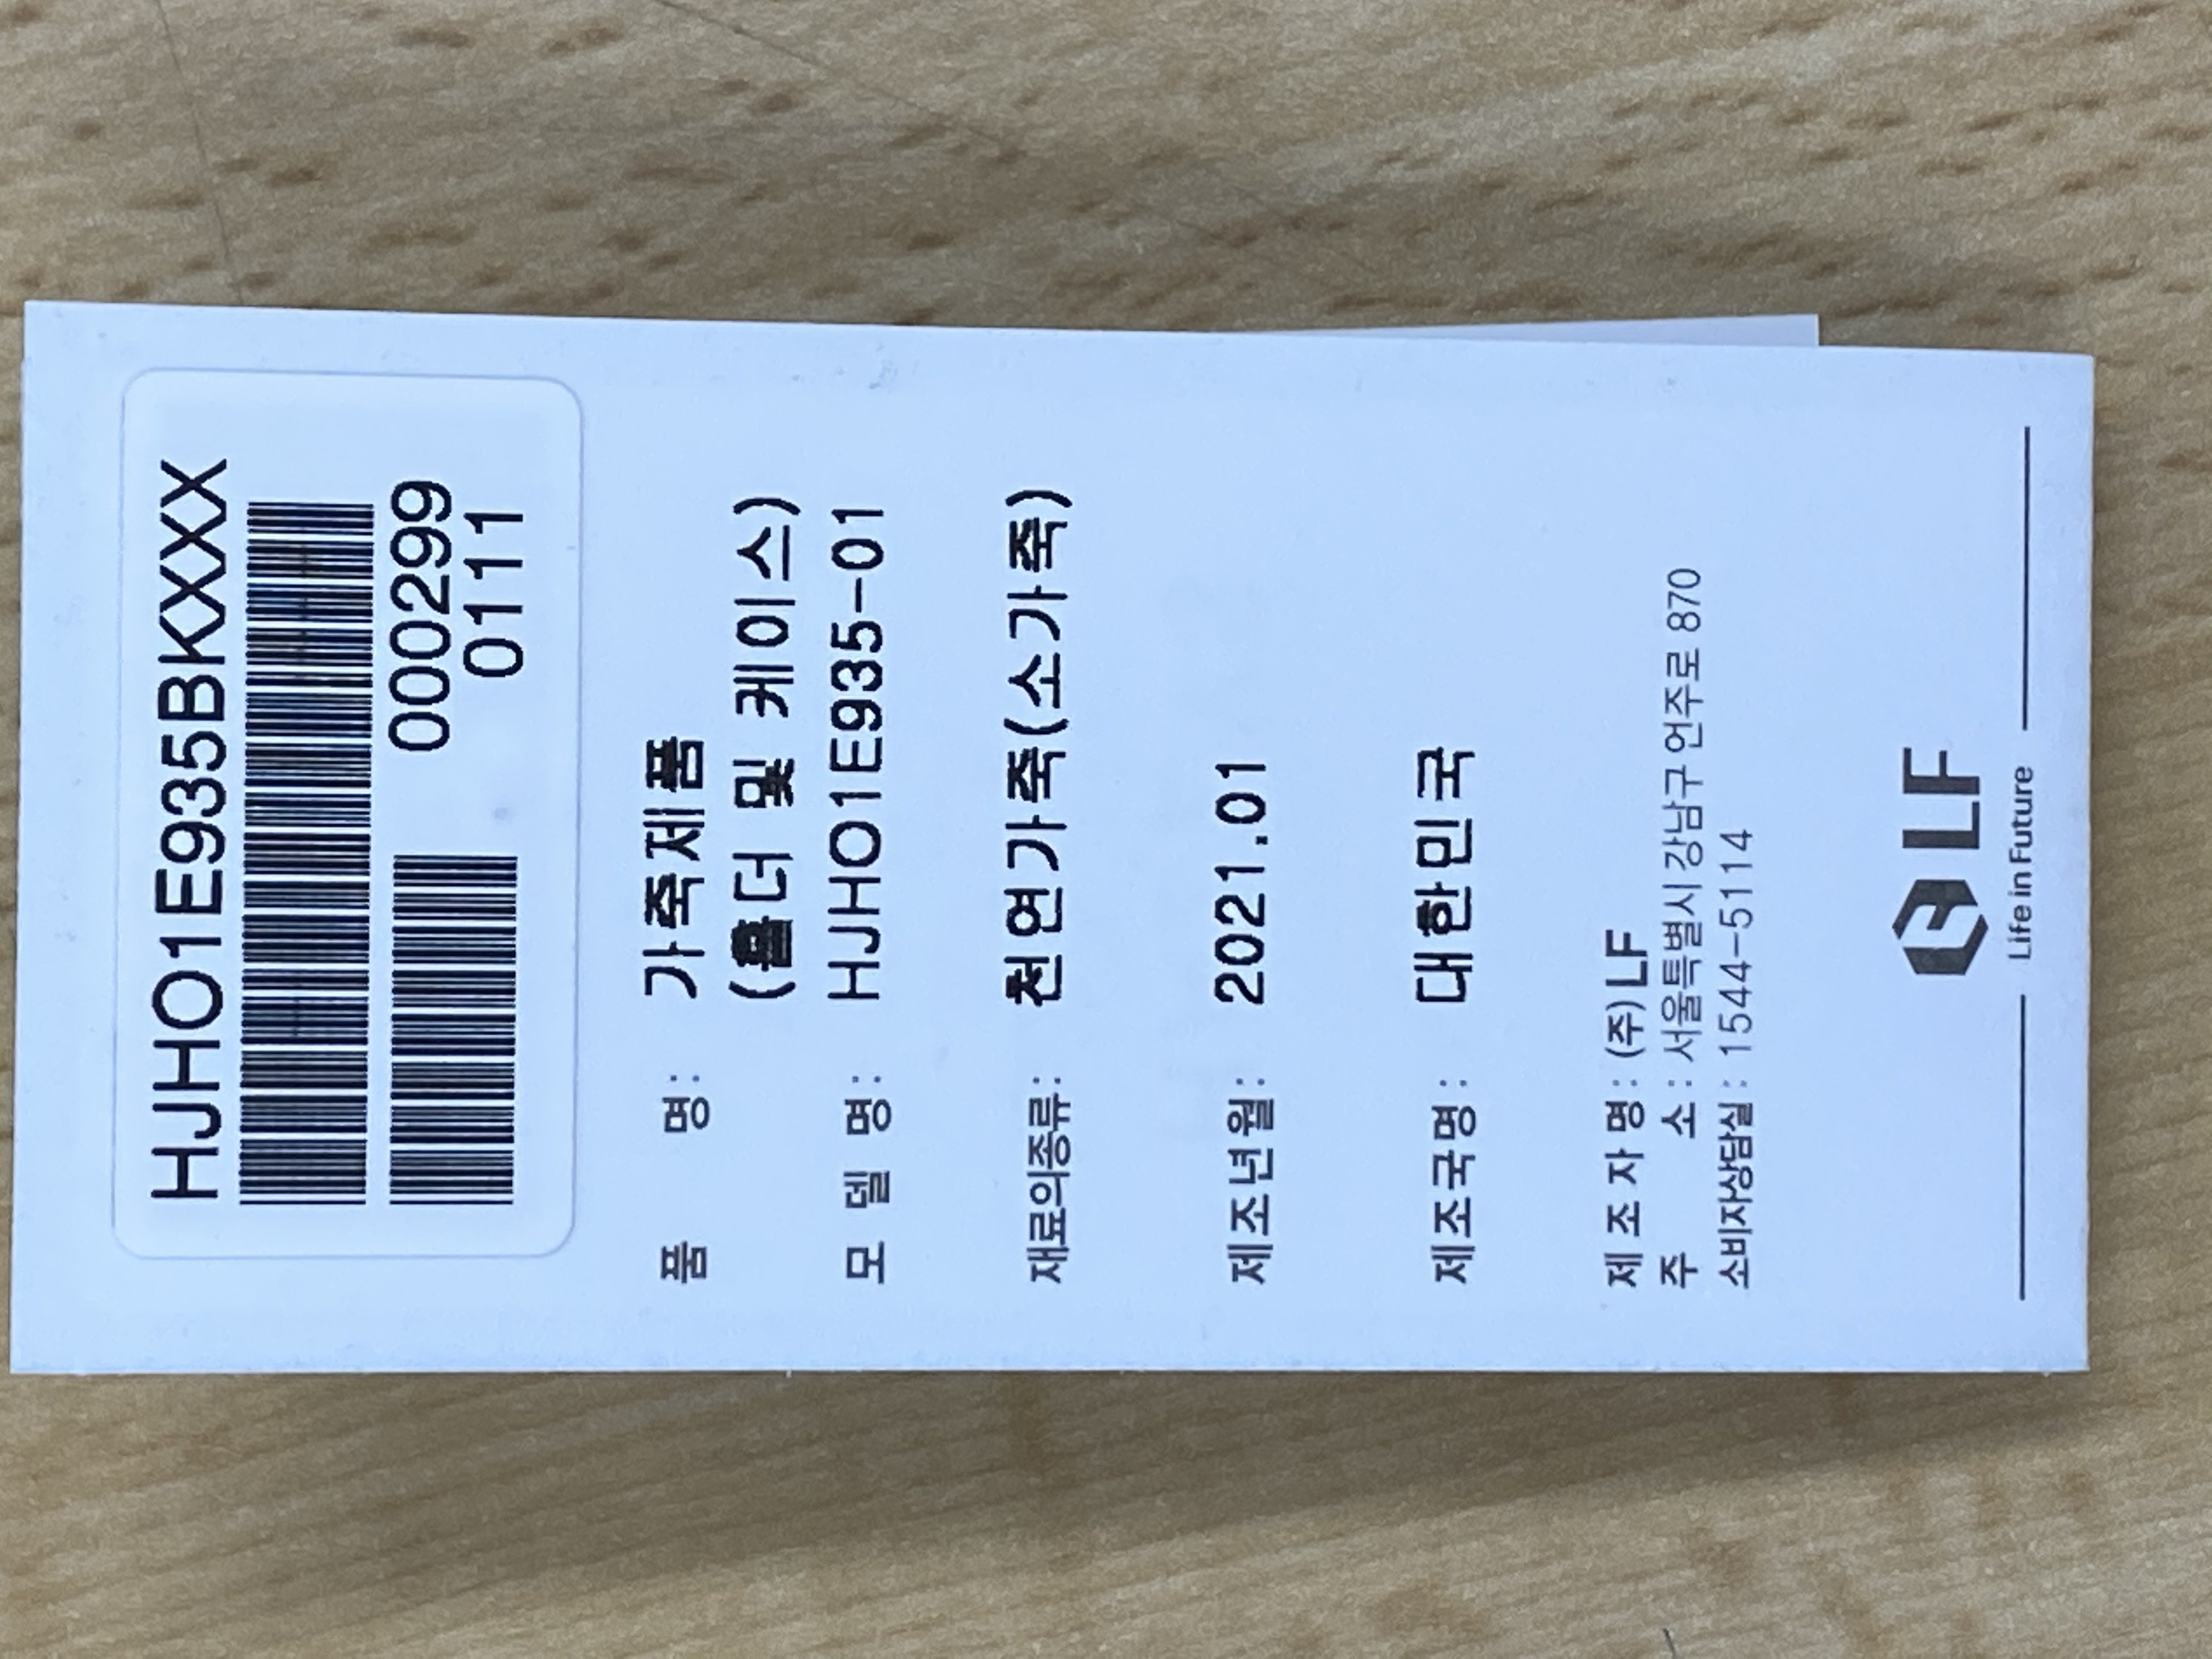 HJHO1E935BKXXX
000299
0111
품 명: 가죽제품
(홀더 및 케이스)
모 델 명: HJHO1E935-01
재료의종류: 천연가죽(소가죽)
제조년월: 2021.01
제조국명: 대한민국
제 조 자 명: (주)LF
주 소: 서울특별시 강남구 언주로 870
소비자상담실: 1544-5114
LF
Life in Future